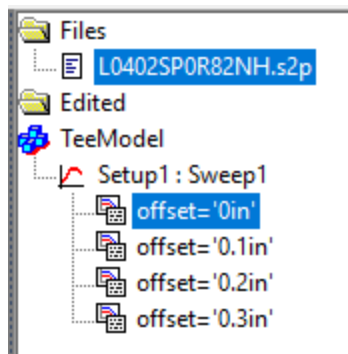 Files
L0402SP0R82NH.s2p
Edited
TeeModel
Setup1 : Sweep1
offset='0in'
offset='0.1in'
offset='0.2in'
offset='0.3in'